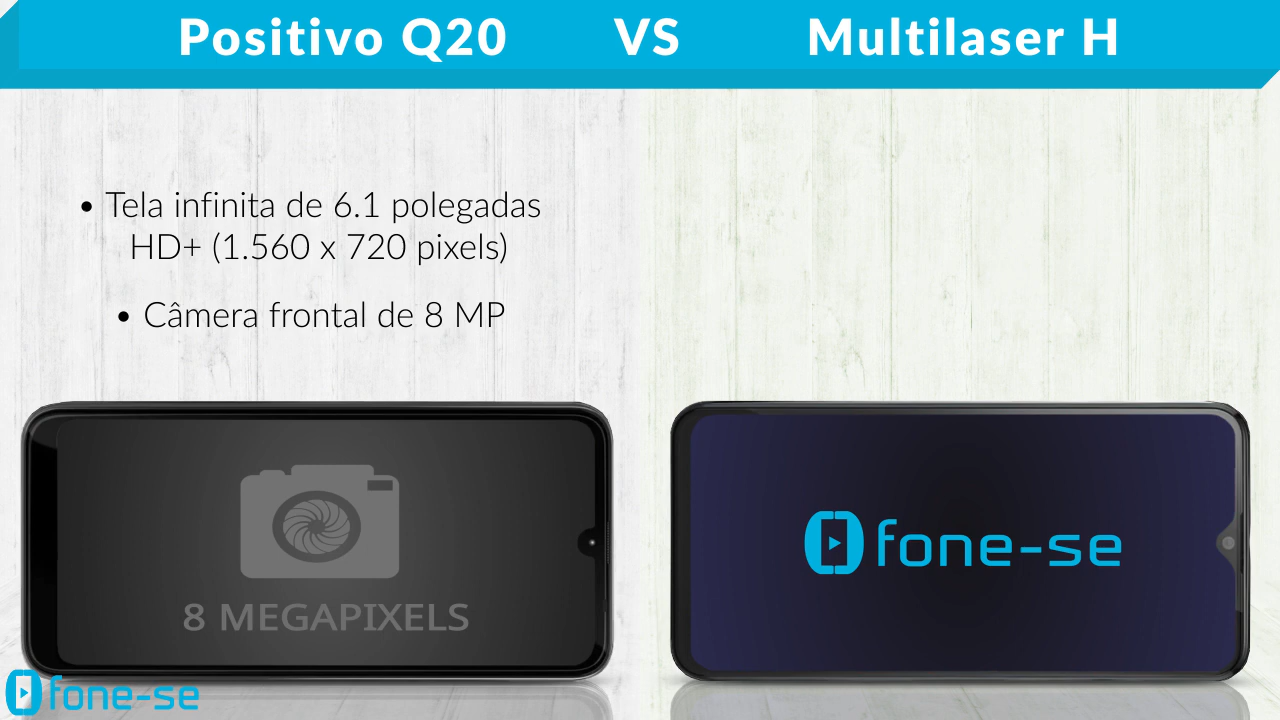 Positivo Q20 VS Multilaser H
• Tela infinita de 6.1 polegadas
HD+ (1.560 x 720 pixels)
• Câmera frontal de 8 MP
8 MEGAPIXELS
fone-se
fone-se